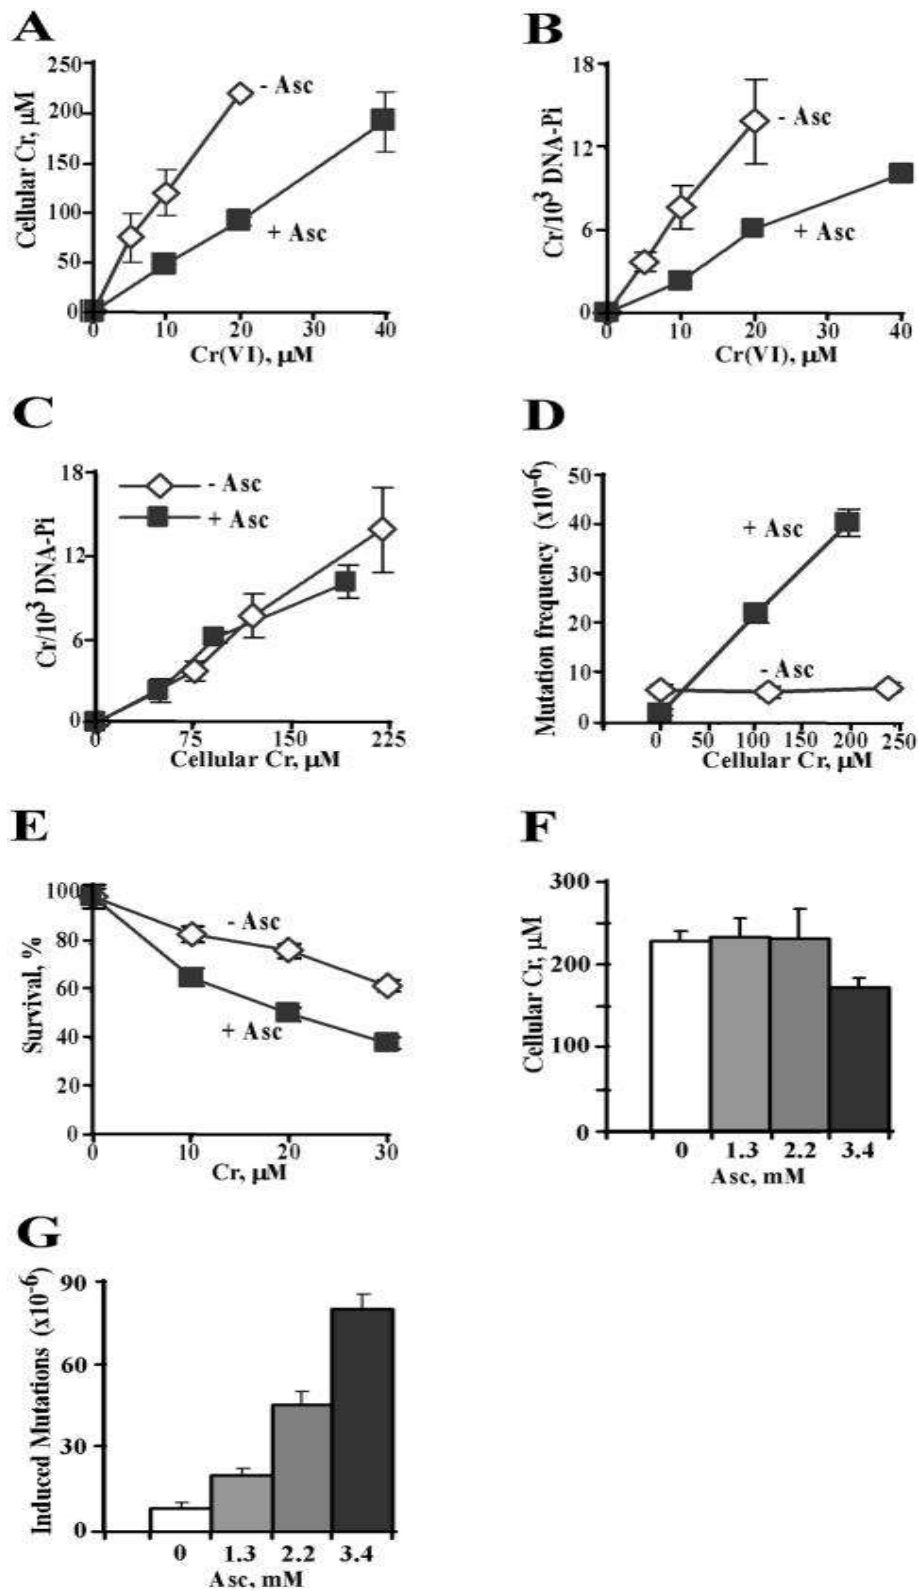 A
Cellular Cr, µM
250
200
150
100
50
0
- Asc
+ Asc
0 10 20 30 40
Cr(VI), µM
B
Cr/10³ DNA-Pi
18
12
6
0
- Asc
+ Asc
0 10 20 30 40
Cr(VI), µM
C
Cr/10³ DNA-Pi
18
12
6
0
- Asc
+ Asc
0 75 150 225
Cellular Cr, µM
D
Mutation frequency (x10⁻⁶)
50
40
30
20
10
0
+ Asc
- Asc
0 50 100 150 200 250
Cellular Cr, µM
E
Survival, %
100
80
60
40
20
0
- Asc
+ Asc
0 10 20 30
Cr, µM
F
Cellular Cr, µM
300
200
100
0
0 1.3 2.2 3.4
Asc, mM
G
Induced Mutations (x10⁻⁶)
90
60
30
0
0 1.3 2.2 3.4
Asc, mM